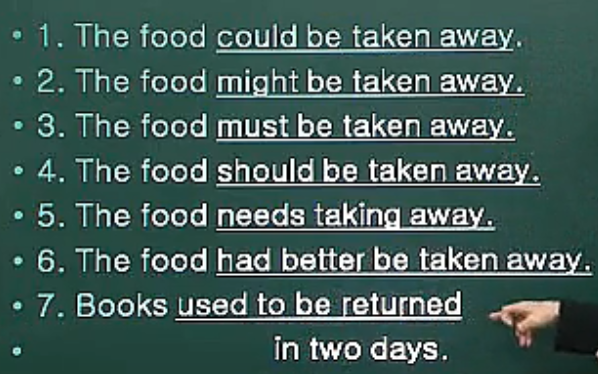 • 1. The food could be taken away.
• 2. The food might be taken away.
• 3. The food must be taken away.
• 4. The food should be taken away.
• 5. The food needs taking away.
• 6. The food had better be taken away.
• 7. Books used to be returned
• in two days.